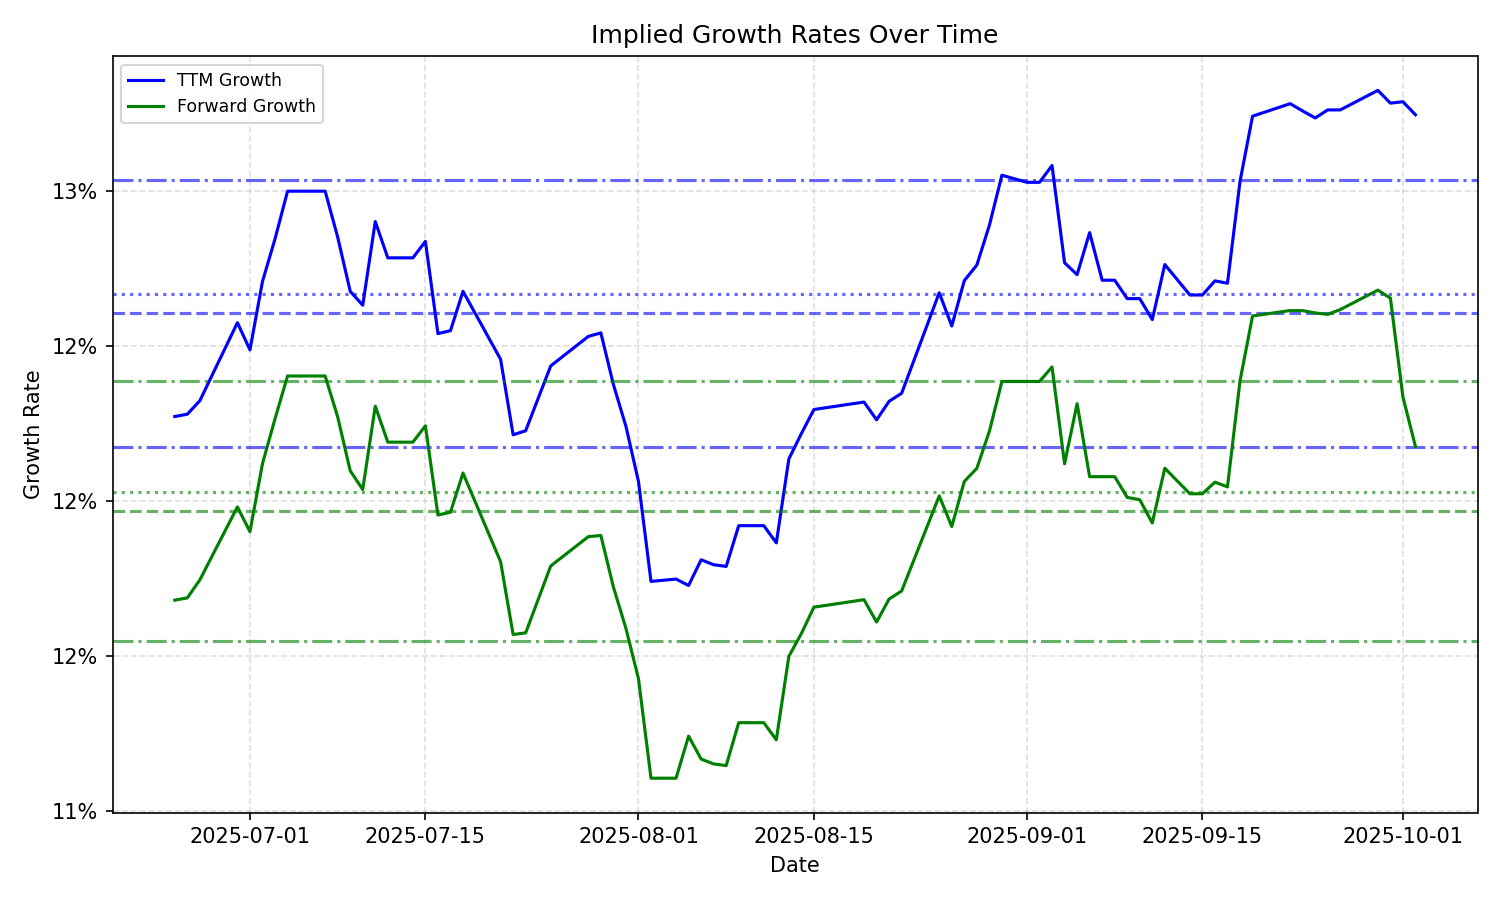 Implied Growth Rates Over Time
TTM Growth
Forward Growth
13%
12%
12%
12%
11%
Growth Rate
2025-07-01
2025-07-15
2025-08-01
2025-08-15
2025-09-01
2025-09-15
2025-10-01
Date